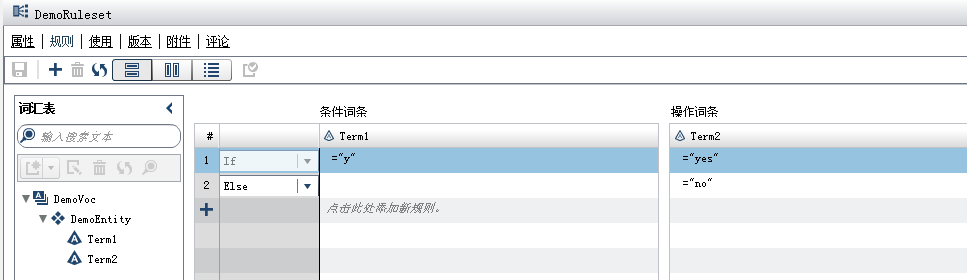 DemoRuleset
属性 | 规则 | 使用 | 版本 | 附件 | 评论
词汇表
输入搜索文本
DemoVoc
DemoEntity
Term1
Term2
条件词条 操作词条
# Term1 Term2
1 If ="y" ="yes"
2 Else ="no"
点击此处添加新规则。